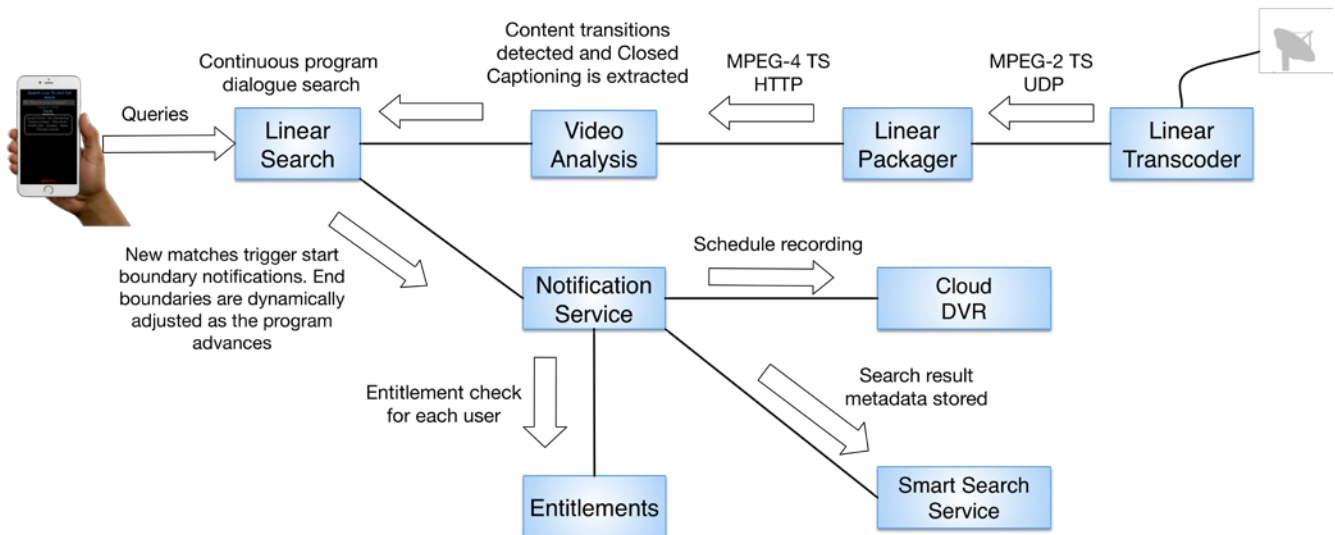 Content transitions
detected and Closed
Captioning is extracted
Continuous program
dialogue search
MPEG-4 TS
HTTP
MPEG-2 TS
UDP
Queries
Linear
Search
Video
Analysis
Linear
Packager
Linear
Transcoder
New matches trigger start
boundary notifications. End
boundaries are dynamically
adjusted as the program
advances
Schedule recording
Notification
Service
Cloud
DVR
Entitlement check
for each user
Search result
metadata stored
Entitlements
Smart Search
Service